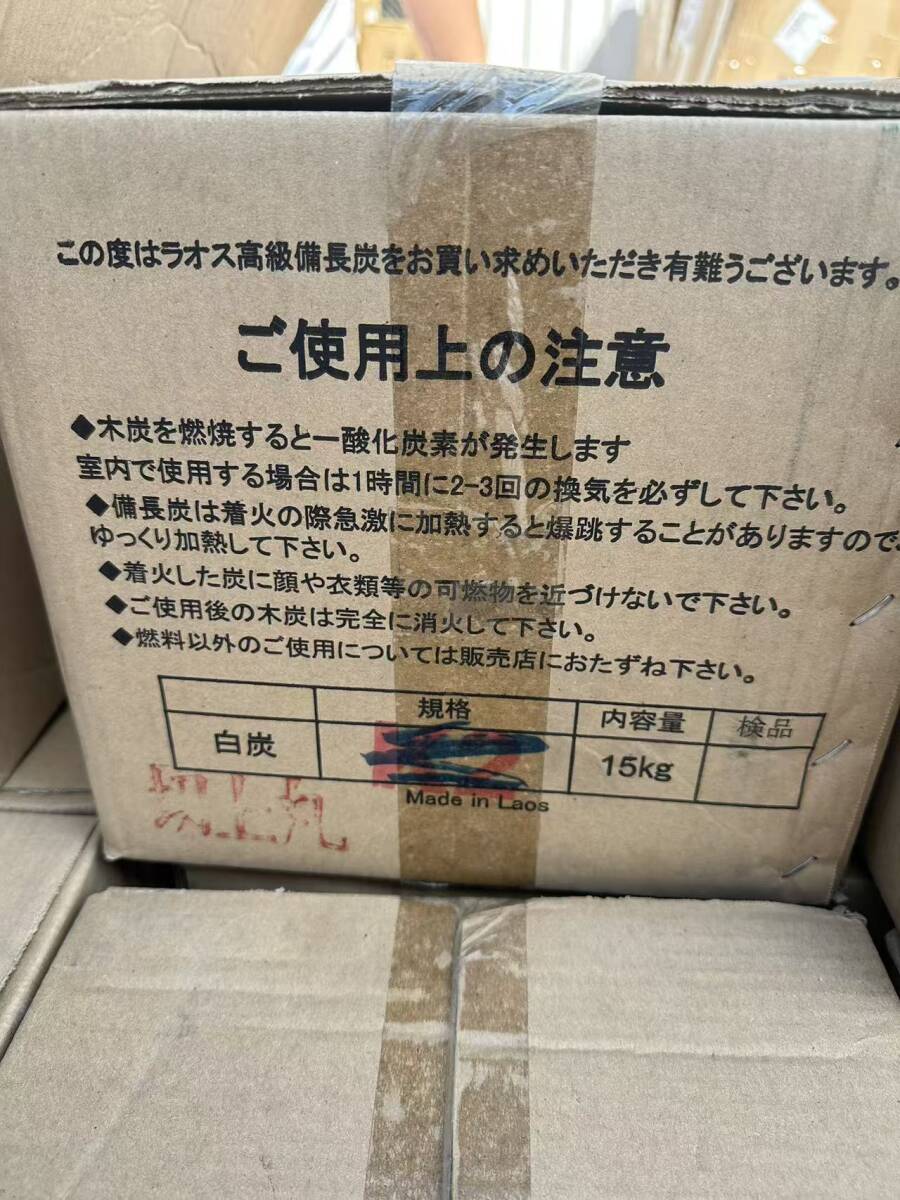 この度はラオス高級備長炭をお買い求めいただき有難うございます。
ご使用上の注意
◆木炭を燃焼すると一酸化炭素が発生します
室内で使用する場合は1時間に2-3回の換気を必ずして下さい。
◆備長炭は着火の際急激に加熱すると爆跳することがありますので
ゆっくり加熱して下さい。
◆着火した炭に顔や衣類等の可燃物を近づけないで下さい。
◆ご使用後の木炭は完全に消火して下さい。
◆燃料以外のご使用については販売店におたずね下さい。
規格 内容量 検品
白炭 15kg
Made in Laos